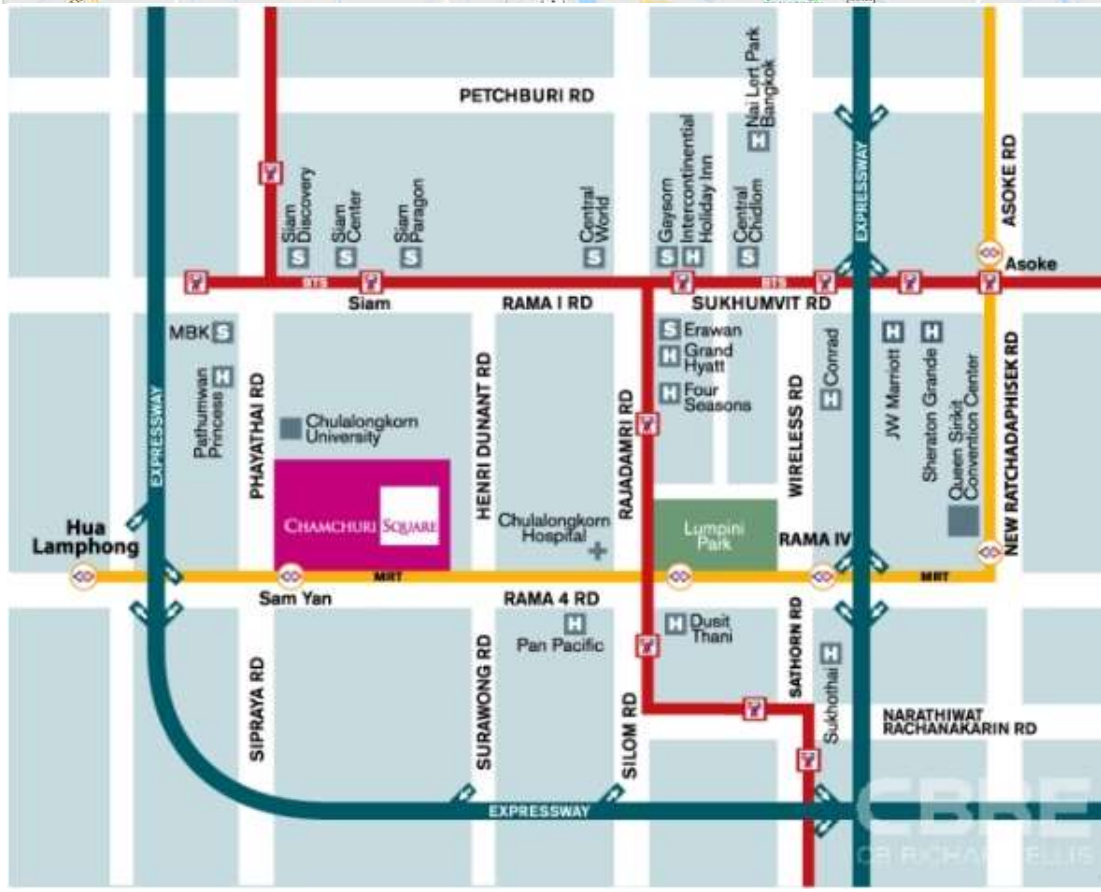 PETCHBURI RD
Nai Lert Park
Bangkok
EXPRESSWAY
ASOKE RD
Siam
Discovery
Siam
Center
Siam
Paragon
Central
World
Gaysorn
Intercontinental
Holiday Inn
Central
Chidlom
S
S
S
S
S
H
S
H
Asoke
BTS
BTS
Siam
RAMA I RD
SUKHUMVIT RD
MBK S
Pathumwan
Princess
H
EXPRESSWAY
PHAYATHAI RD
Chulalongkorn
University
HENRI DUNANT RD
RAJADAMRI RD
S Erawan
H Grand
Hyatt
H Four
Seasons
WIRELESS RD
H Conrad
H JW Marriott
H Sheraton Grande
Queen Sirikit
Convention Center
NEW RATCHADAPHISEK RD
CHAMCHURI SQUARE
Chulalongkorn
Hospital
Lumpini
Park
RAMA IV
Hua
Lamphong
MRT
MRT
Sam Yan
RAMA 4 RD
H
Pan Pacific
H Dusit
Thani
SATHORN RD
H
Sukhothai
SIPRAYA RD
SURAWONG RD
SILOM RD
NARATHIWAT
RACHANAKARIN RD
EXPRESSWAY
CBRE
CB RICHARD ELLIS